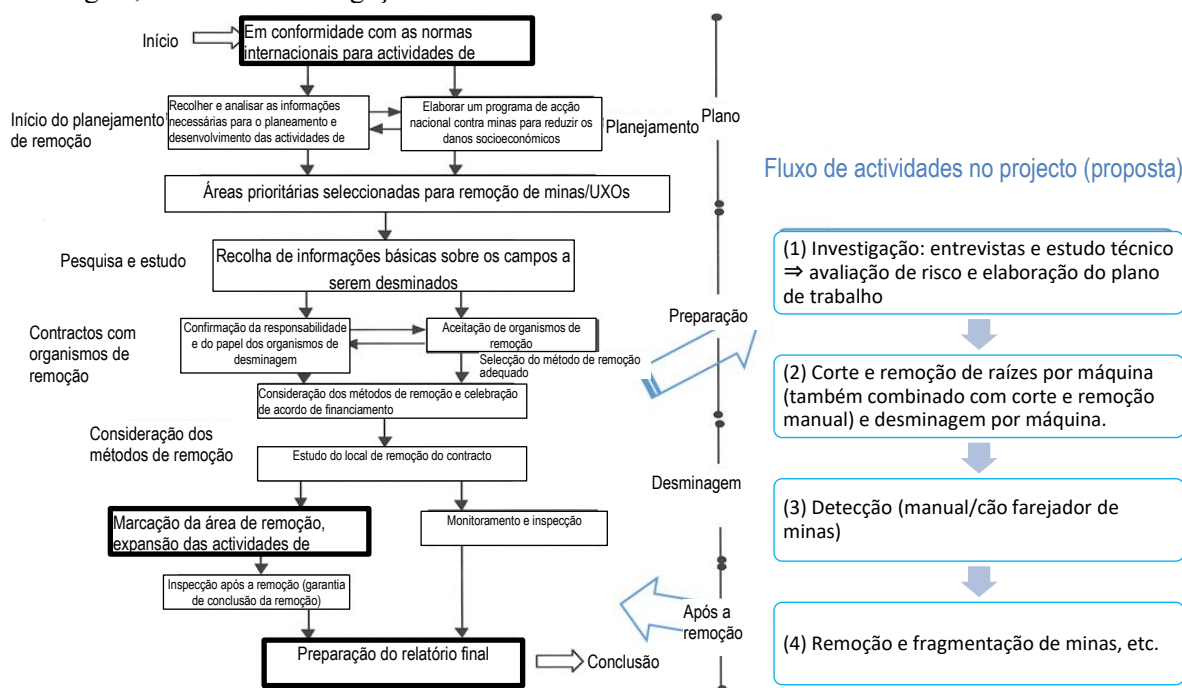 Início
Em conformidade com as normas
internacionais para actividades de
Início do planejamento
de remoção
Recolher e analisar as informações
necessárias para o planeamento e
desenvolvimento das actividades de
Elaborar um programa de acção
nacional contra minas para reduzir os
danos socioeconómicos
Planejamento
Plano
Áreas prioritárias seleccionadas para remoção de minas/UXOs
Pesquisa e estudo
Recolha de informações básicas sobre os campos a
serem desminados
Preparação
Contractos com
organismos de
remoção
Confirmação da responsabilidade
e do papel dos organismos de
desminagem
Aceitação de organismos de
remoção
Selecção do método de remoção
adequado
Consideração dos métodos de remoção e celebração
de acordo de financiamento
Consideração dos
métodos de remoção
Estudo do local de remoção do contracto
Desminagem
Marcação da área de remoção,
expansão das actividades de
Monitoramento e inspecção
Inspecção após a remoção (garantia
de conclusão da remoção)
Após a
remoção
Preparação do relatório final
Conclusão
Fluxo de actividades no projecto (proposta)
(1) Investigação: entrevistas e estudo técnico
⇒ avaliação de risco e elaboração do plano
de trabalho
(2) Corte e remoção de raízes por máquina
(também combinado com corte e remoção
manual) e desminagem por máquina.
(3) Detecção (manual/cão farejador de
minas)
(4) Remoção e fragmentação de minas, etc.